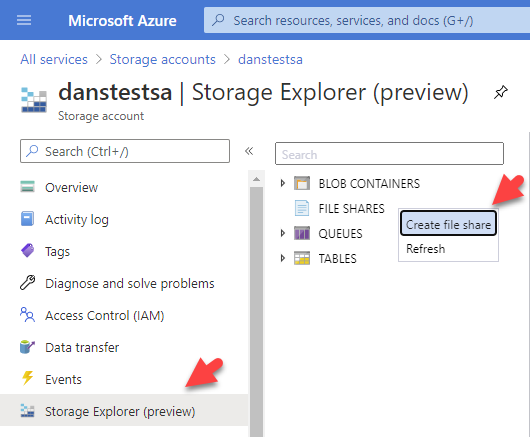 Microsoft Azure
Search resources, services, and docs (G+/)
All services > Storage accounts > danstestsa
danstestsa | Storage Explorer (preview)
Storage account
Search (Ctrl+/)
«
Search
Overview
Activity log
Tags
Diagnose and solve problems
Access Control (IAM)
Data transfer
Events
Storage Explorer (preview)
BLOB CONTAINERS
FILE SHARES
QUEUES
TABLES
Create file share
Refresh